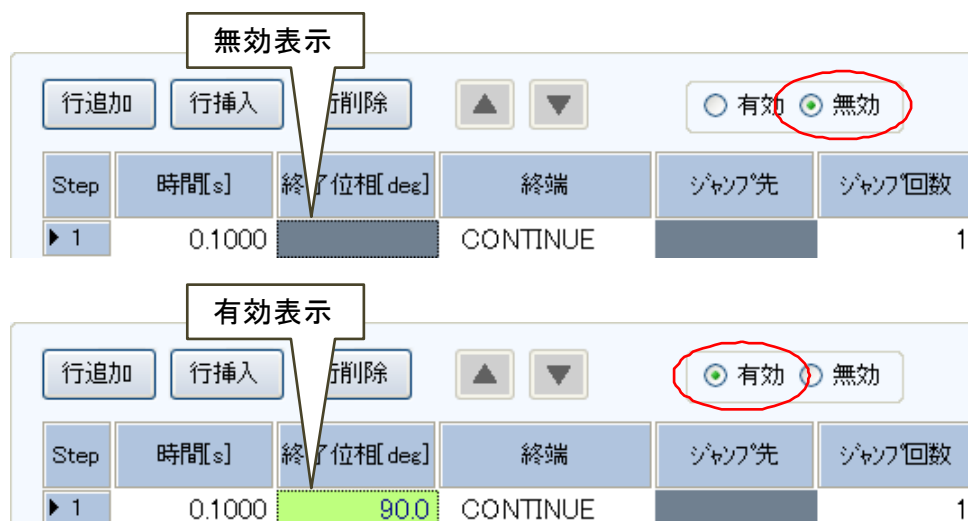 無効表示
行追加 行挿入 行削除 ▲ ▼ 有効 無効
Step 時間[s] 終了位相[deg] 終端 ｼﾞｬﾝﾌﾟ先 ｼﾞｬﾝﾌﾟ回数
1 0.1000 CONTINUE 1
有効表示
行追加 行挿入 行削除 ▲ ▼ 有効 無効
Step 時間[s] 終了位相[deg] 終端 ｼﾞｬﾝﾌﾟ先 ｼﾞｬﾝﾌﾟ回数
1 0.1000 90.0 CONTINUE 1